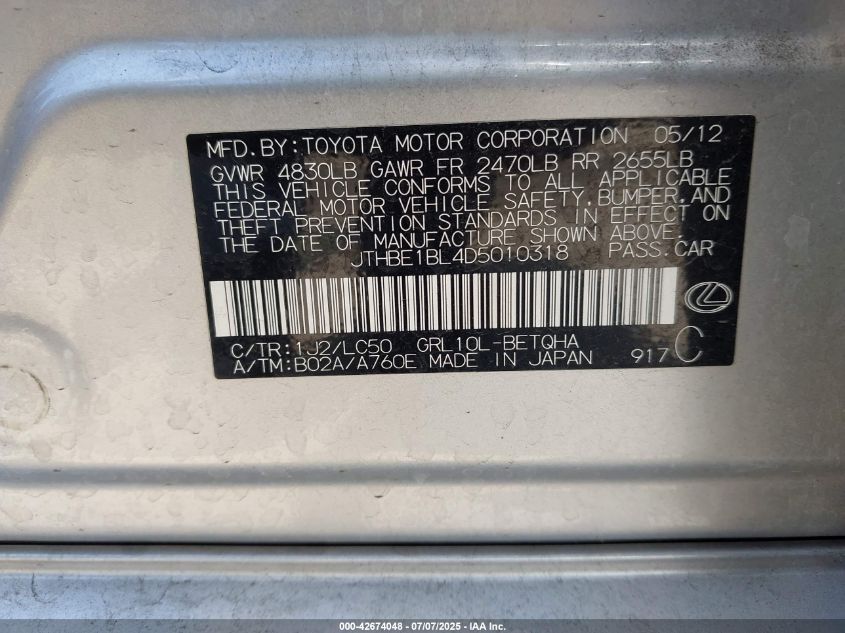 MFD.BY:TOYOTA MOTOR CORPORATION 05/12
GVWR 4830LB GAWR FR 2470LB RR 2655LB
THIS VEHICLE CONFORMS TO ALL APPLICABLE
FEDERAL MOTOR VEHICLE SAFETY,BUMPER,AND
THEFT PREVENTION STANDARDS IN EFFECT ON
THE DATE OF MANUFACTURE SHOWN ABOVE.
JTHBE1BL4D5010318 PASS.CAR
C/TR:1J2/LC50 GRL10L-BETQHA
A/TM:B02A/A760E MADE IN JAPAN 917 C
000-42674048 - 07/07/2025 - IAA Inc.